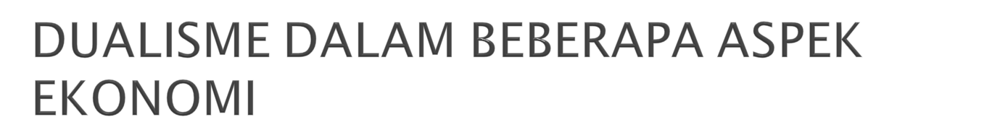 DUALISME DALAM BEBERAPA ASPEK
EKONOMI